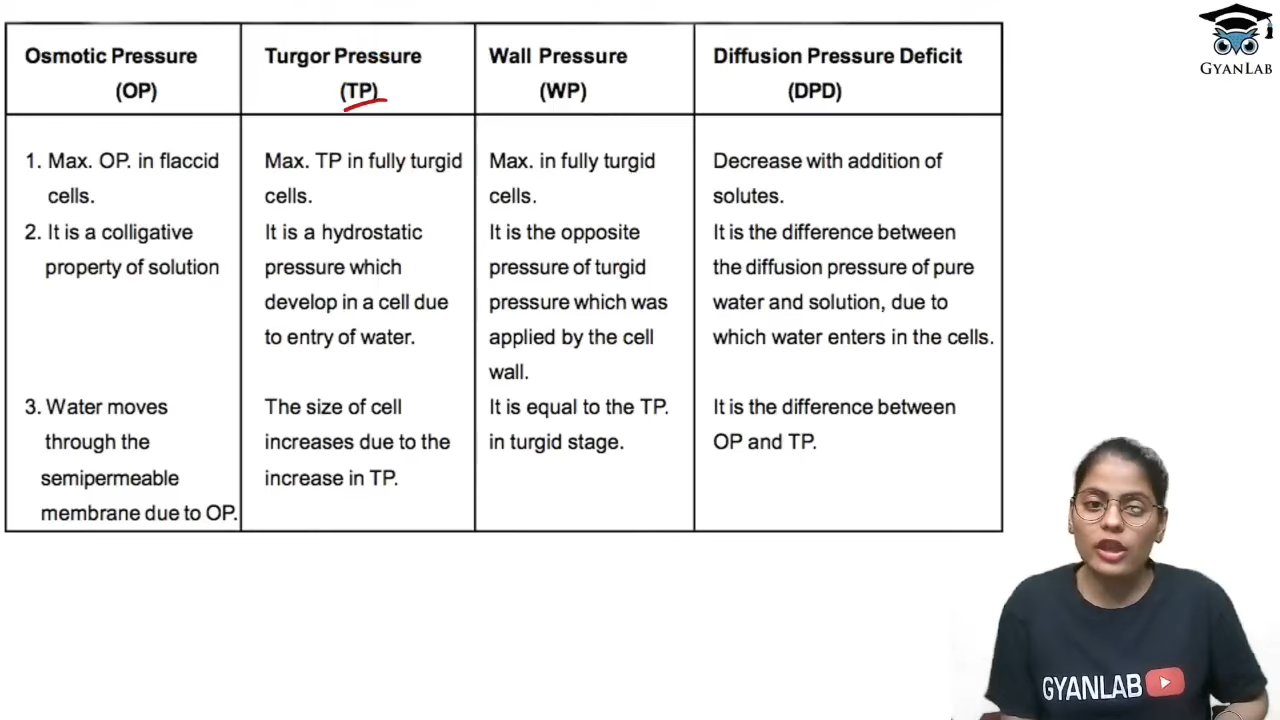 Osmotic Pressure
(OP)
Turgor Pressure
(TP)
Wall Pressure
(WP)
Diffusion Pressure Deficit
(DPD)
1. Max. OP. in flaccid
cells.
Max. TP in fully turgid
cells.
Max. in fully turgid
cells.
Decrease with addition of
solutes.
2. It is a colligative
property of solution
It is a hydrostatic
pressure which
develop in a cell due
to entry of water.
It is the opposite
pressure of turgid
pressure which was
applied by the cell
wall.
It is the difference between
the diffusion pressure of pure
water and solution, due to
which water enters in the cells.
3. Water moves
through the
semipermeable
membrane due to OP.
The size of cell
increases due to the
increase in TP.
It is equal to the TP.
in turgid stage.
It is the difference between
OP and TP.
GYANLAB
GYANLAB